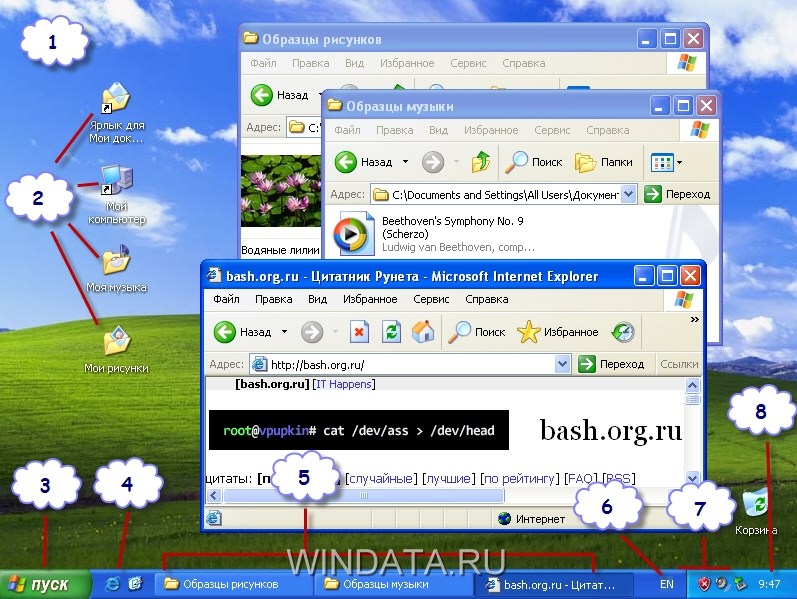 1
Образцы рисунков
Файл Правка Вид Избранное Сервис Справка
Назад
Адрес: C:\
Водяные лилии
Образцы музыки
Файл Правка Вид Избранное Сервис Справка
Назад Поиск Папки
Адрес: C:\Documents and Settings\All Users\Документ Переход
Beethoven's Symphony No. 9
(Scherzo)
Ludwig van Beethoven, comp...
Ярлык для
Мои док...
2
Мой
компьютер
Моя музыка
Мои рисунки
bash.org.ru - Цитатник Рунета - Microsoft Internet Explorer
Файл Правка Вид Избранное Сервис Справка
Назад Поиск Избранное »
Адрес: http://bash.org.ru/ Переход Ссылки
[bash.org.ru] [IT Happens]
root@vpupkin# cat /dev/ass > /dev/head
bash.org.ru
цитаты: [случайные] [лучшие] [по рейтингу] [FAQ] [RSS]
Интернет
3
4
5
6
7
8
Корзина
WINDATA.RU
пуск
Образцы рисунков
Образцы музыки
bash.org.ru - Цитат...
EN
9:47